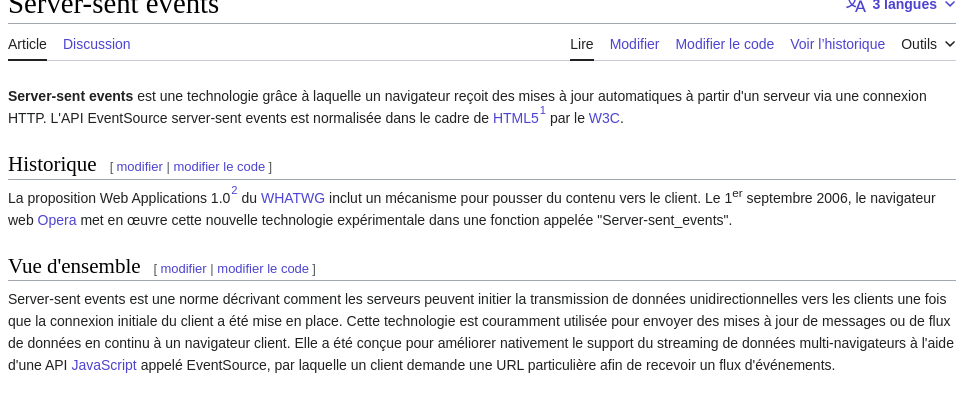 Server-sent events
3 langues
Article Discussion Lire Modifier Modifier le code Voir l’historique Outils
Server-sent events est une technologie grâce à laquelle un navigateur reçoit des mises à jour automatiques à partir d'un serveur via une connexion
HTTP. L'API EventSource server-sent events est normalisée dans le cadre de HTML51 par le W3C.
Historique [ modifier | modifier le code ]
La proposition Web Applications 1.02 du WHATWG inclut un mécanisme pour pousser du contenu vers le client. Le 1er septembre 2006, le navigateur
web Opera met en œuvre cette nouvelle technologie expérimentale dans une fonction appelée "Server-sent_events".
Vue d'ensemble [ modifier | modifier le code ]
Server-sent events est une norme décrivant comment les serveurs peuvent initier la transmission de données unidirectionnelles vers les clients une fois
que la connexion initiale du client a été mise en place. Cette technologie est couramment utilisée pour envoyer des mises à jour de messages ou de flux
de données en continu à un navigateur client. Elle a été conçue pour améliorer nativement le support du streaming de données multi-navigateurs à l'aide
d'une API JavaScript appelé EventSource, par laquelle un client demande une URL particulière afin de recevoir un flux d'événements.